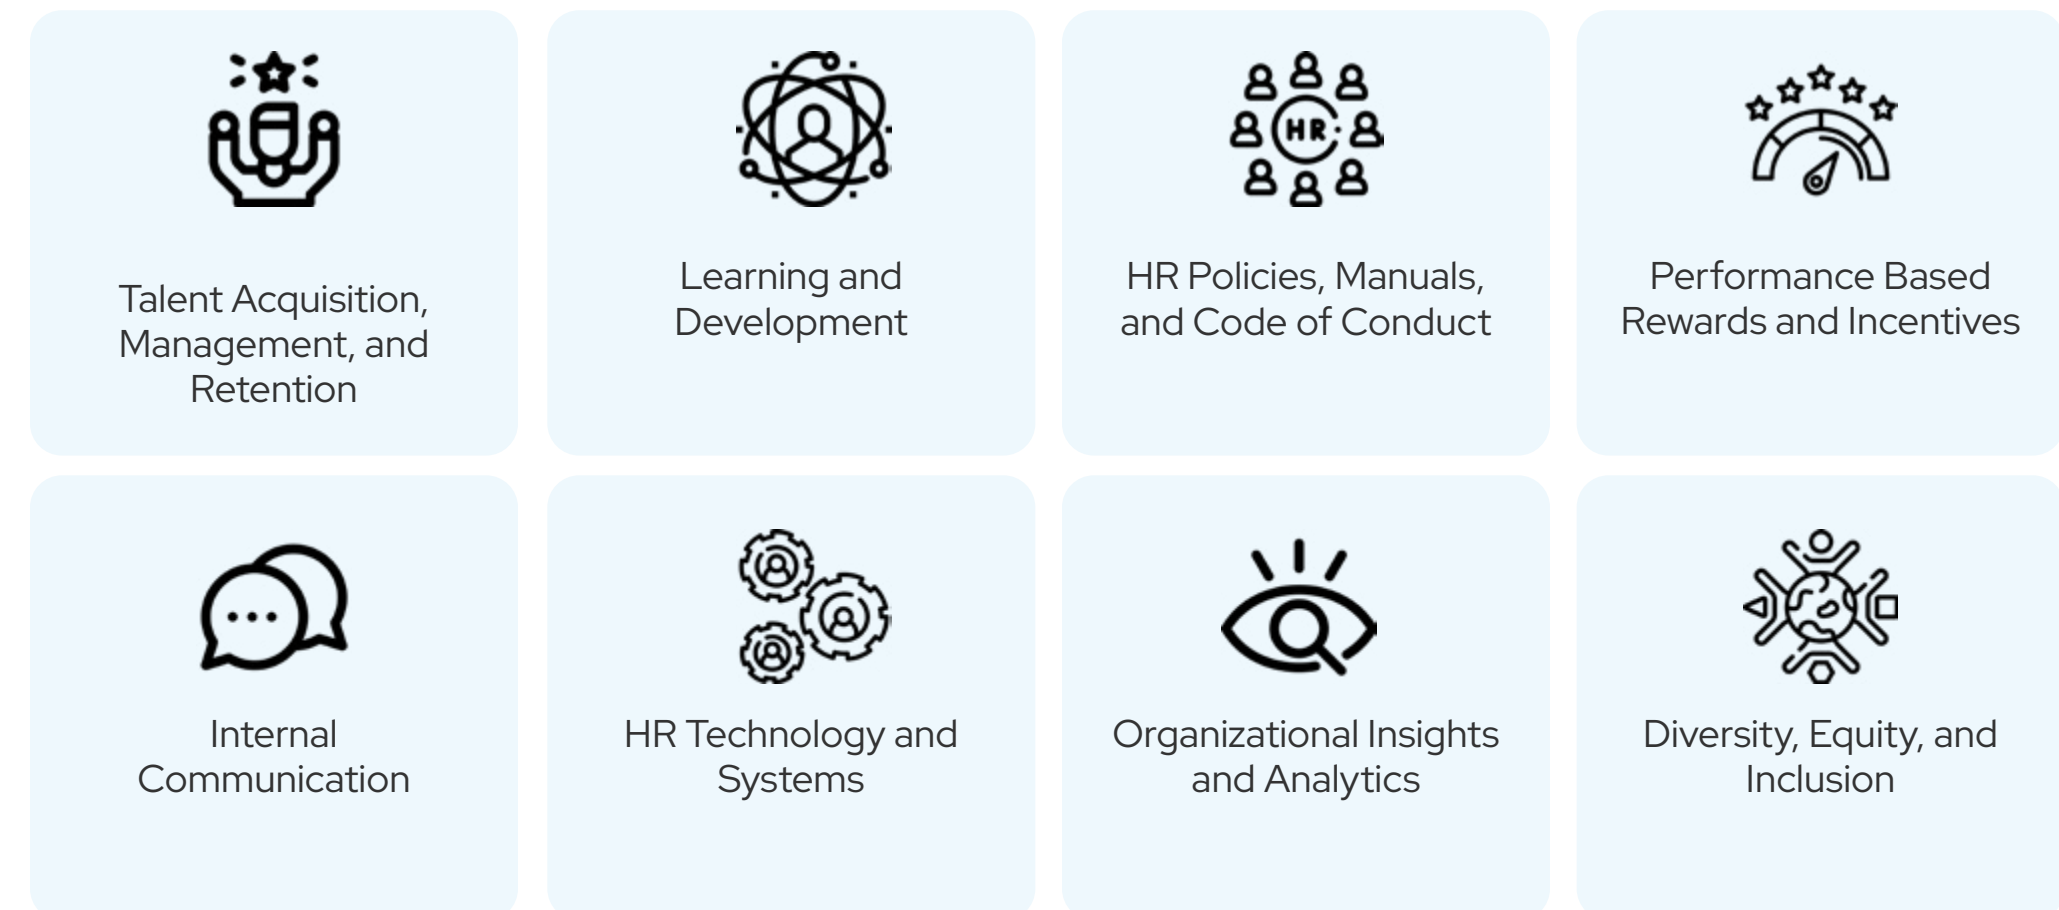 Talent Acquisition,
Management, and
Retention
Learning and
Development
HR
HR Policies, Manuals,
and Code of Conduct
Performance Based
Rewards and Incentives
Internal
Communication
HR Technology and
Systems
Organizational Insights
and Analytics
Diversity, Equity, and
Inclusion